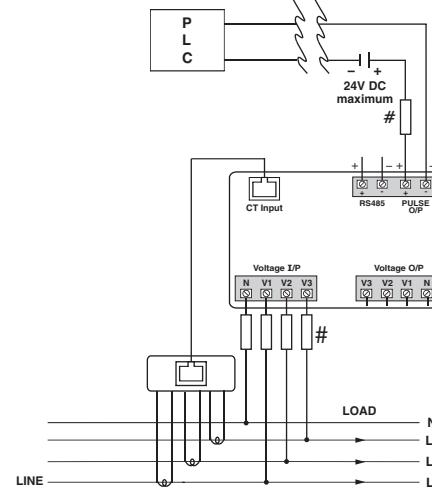 P
L
C
– +
24V DC
maximum
#
+ – + –
+ - + -
RS485 PULSE
O/P
CT Input
Voltage I/P
N V1 V2 V3
Voltage O/P
V3 V2 V1 N
#
LOAD
N
L
L
LINE L